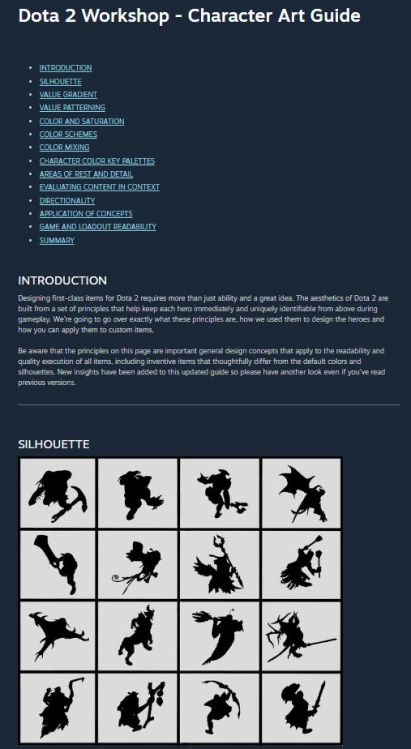 Dota 2 Workshop - Character Art Guide
INTRODUCTION
SILHOUETTE
VALUE GRADIENT
VALUE PATTERNING
COLOR AND SATURATION
COLOR SCHEMES
COLOR MIXING
CHARACTER COLOR KEY PALETTES
AREAS OF REST AND DETAIL
EVALUATING CONTENT IN CONTEXT
DIRECTIONALITY
APPLICATION OF CONCEPTS
GAME AND LOADOUT READABILITY
SUMMARY
INTRODUCTION
Designing first-class items for Dota 2 requires more than just ability and a great idea. The aesthetics of Dota 2 are
built from a set of principles that help keep each hero immediately and uniquely identifiable from above during
gameplay. We're going to go over exactly what these principles are, how we used them to design the heroes and
how you can apply them to custom items.
Be aware that the principles on this page are important general design concepts that apply to the readability and
quality execution of all items, including inventive items that thoughtfully differ from the default colors and
silhouettes. New insights have been added to this updated guide so please have another look even if you've read
previous versions.
SILHOUETTE